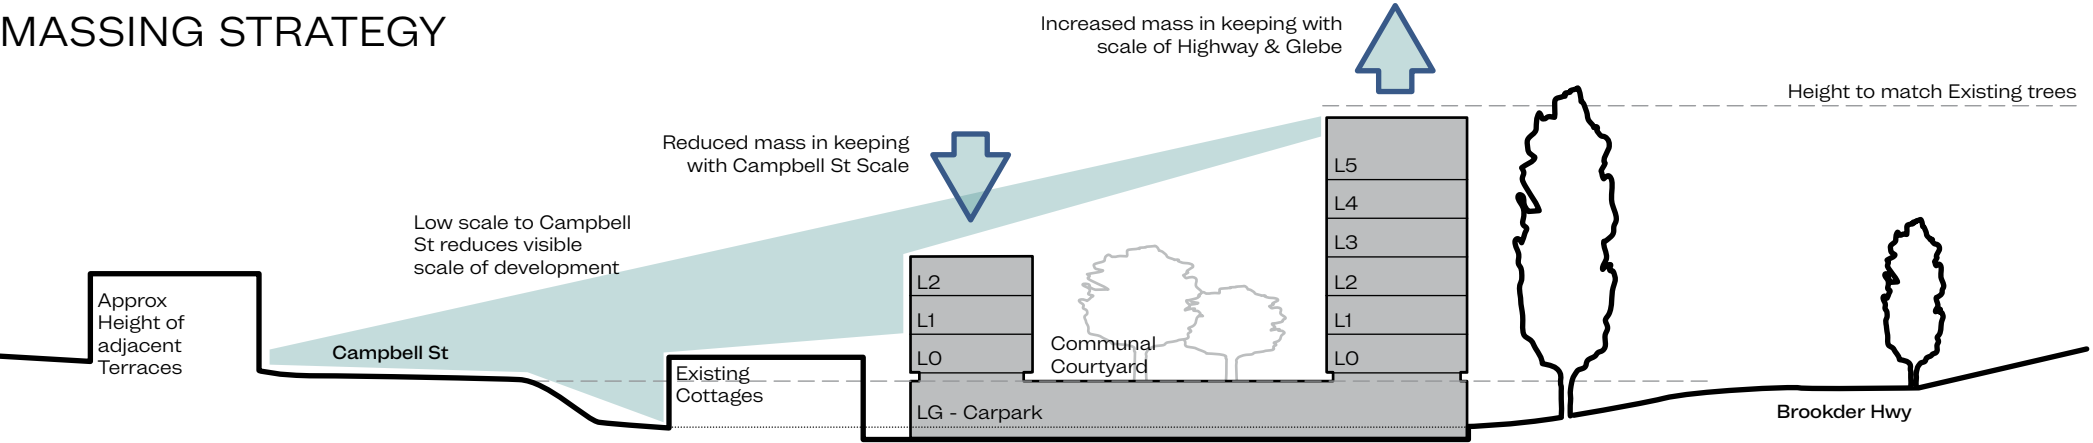 MASSING STRATEGY
Increased mass in keeping with
scale of Highway & Glebe
Height to match Existing trees
Reduced mass in keeping
with Campbell St Scale
Low scale to Campbell
St reduces visible
scale of development
Approx
Height of
adjacent
Terraces
Campbell St
Existing
Cottages
L2
L1
L0
LG - Carpark
Communal
Courtyard
L5
L4
L3
L2
L1
L0
Brookder Hwy